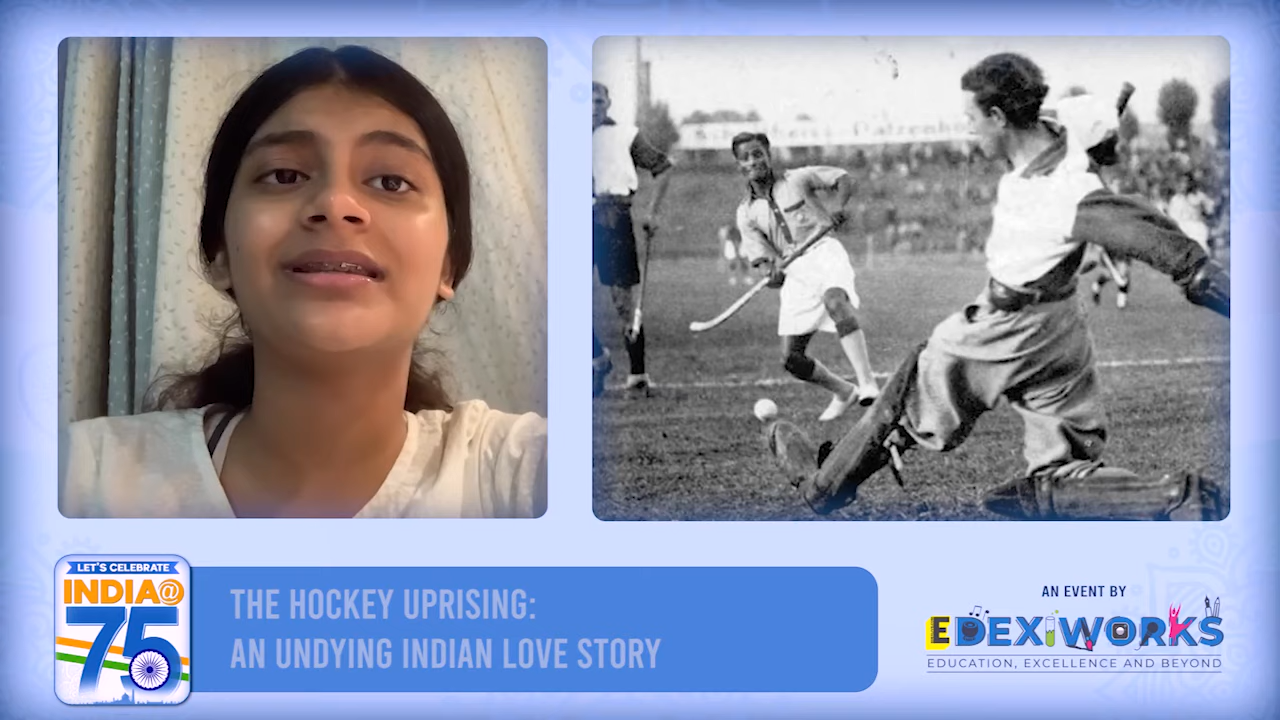 LET'S CELEBRATE
INDIA@
75
THE HOCKEY UPRISING:
AN UNDYING INDIAN LOVE STORY
AN EVENT BY
EDEXIWORKS
EDUCATION, EXCELLENCE AND BEYOND